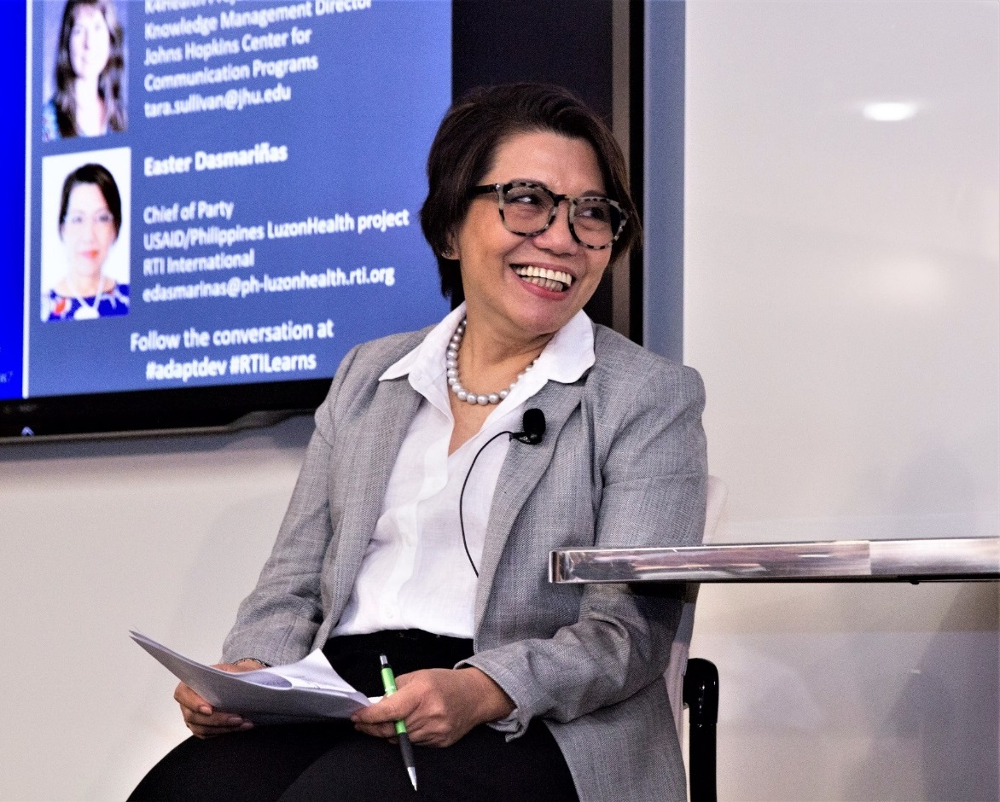 Knowledge Management Director
Johns Hopkins Center for
Communication Programs
tara.sullivan@jhu.edu
Easter Dasmariñas
Chief of Party
USAID/Philippines LuzonHealth project
RTI International
edasmarinas@ph-luzonhealth.rti.org
Follow the conversation at
#adaptdev #RTILearns